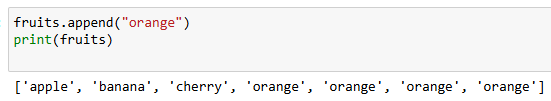 fruits.append("orange")
print(fruits)
['apple', 'banana', 'cherry', 'orange', 'orange', 'orange', 'orange']